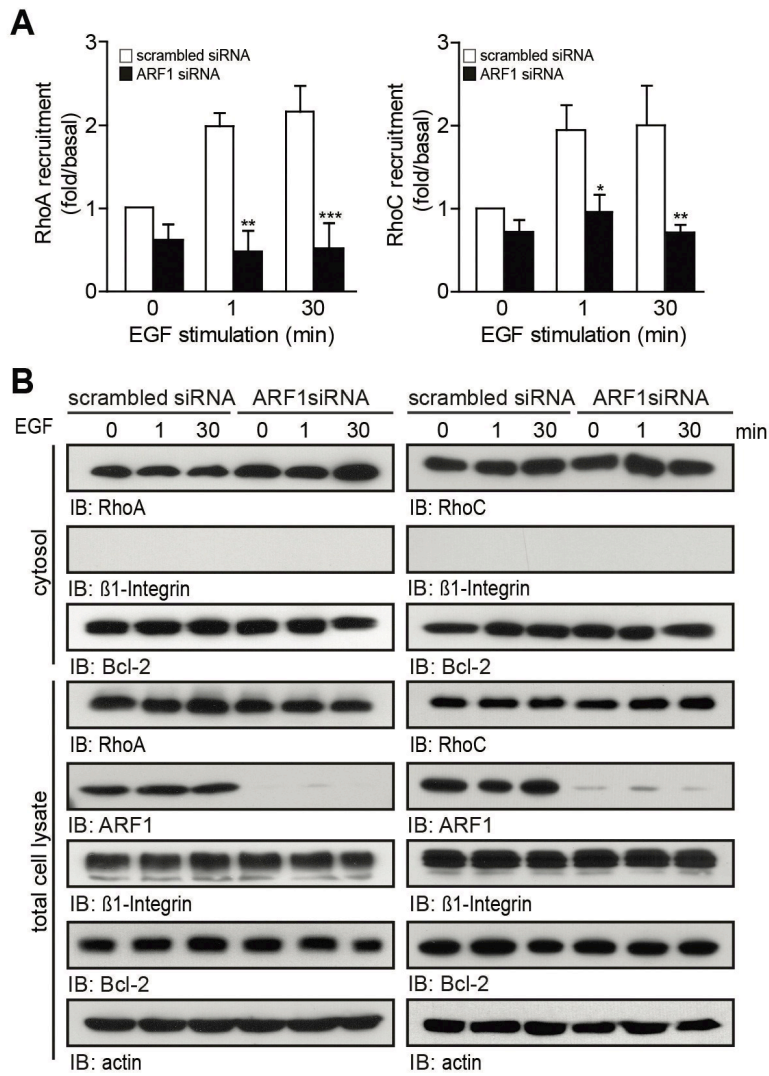 A
3
scrambled siRNA
ARF1 siRNA
2
1
0
RhoA recruitment
(fold/basal)
**
***
0 1 30
EGF stimulation (min)
3
scrambled siRNA
ARF1 siRNA
2
1
0
RhoC recruitment
(fold/basal)
*
**
0 1 30
EGF stimulation (min)
B
scrambled siRNA ARF1siRNA scrambled siRNA ARF1siRNA
EGF 0 1 30 0 1 30 0 1 30 0 1 30 min
cytosol
IB: RhoA IB: RhoC
IB: ß1-Integrin IB: ß1-Integrin
IB: Bcl-2 IB: Bcl-2
total cell lysate
IB: RhoA IB: RhoC
IB: ARF1 IB: ARF1
IB: ß1-Integrin IB: ß1-Integrin
IB: Bcl-2 IB: Bcl-2
IB: actin IB: actin